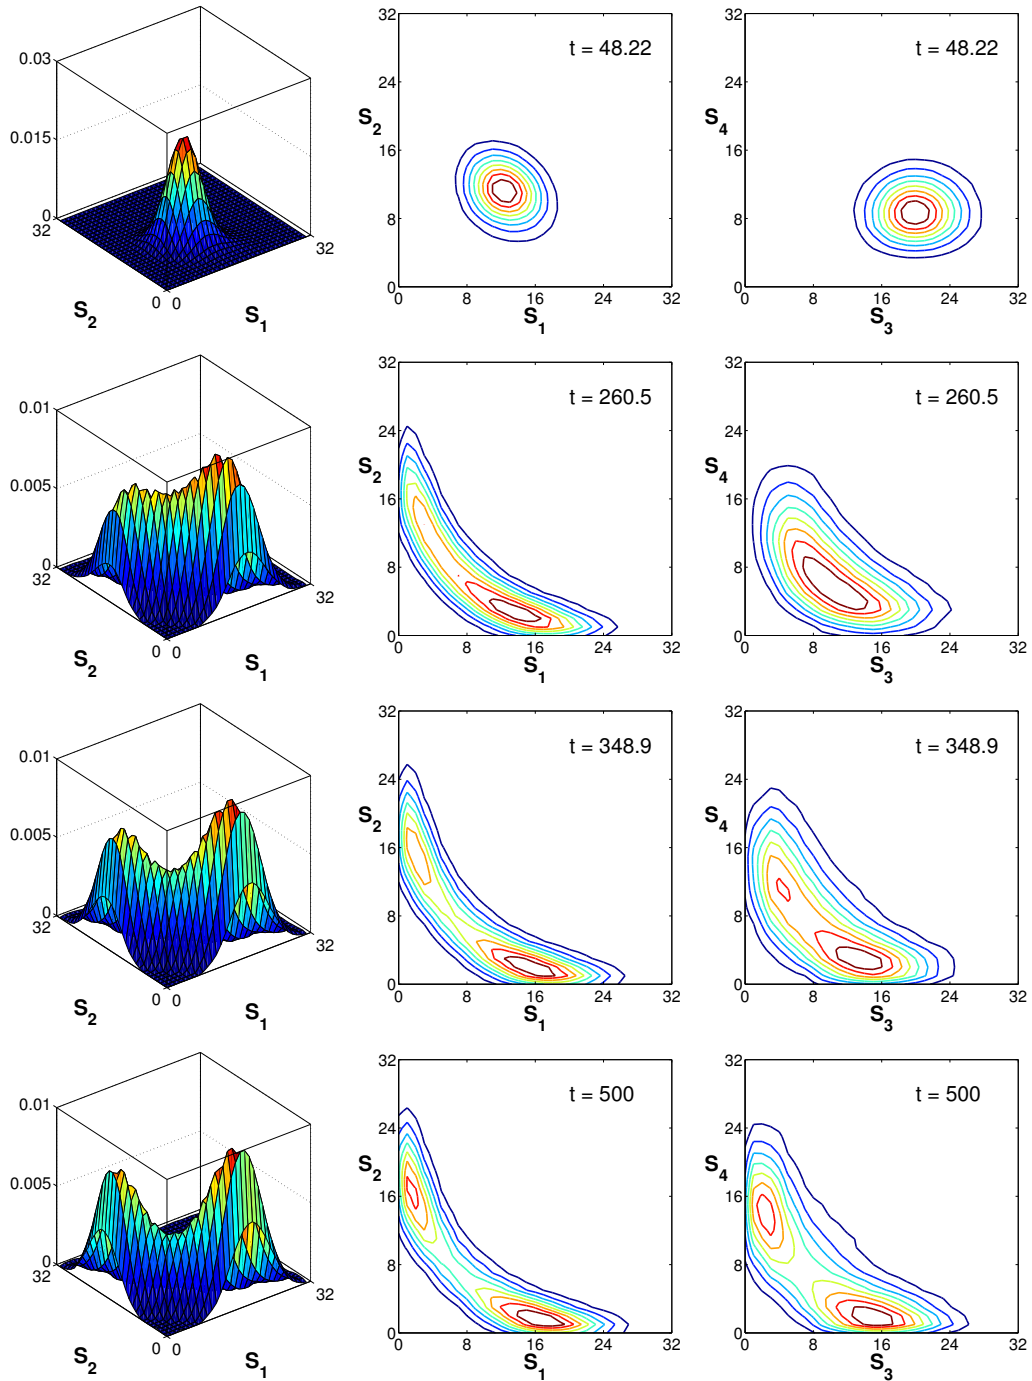 0.03
0.015
0
32
0 0
32
S2
S1
32
24
16
8
0
S2
t = 48.22
0 8 16 24 32
S1
32
24
16
8
0
S4
t = 48.22
0 8 16 24 32
S3
0.01
0.005
0
32
0 0
32
S2
S1
32
24
16
8
0
S2
t = 260.5
0 8 16 24 32
S1
32
24
16
8
0
S4
t = 260.5
0 8 16 24 32
S3
0.01
0.005
0
32
0 0
32
S2
S1
32
24
16
8
0
S2
t = 348.9
0 8 16 24 32
S1
32
24
16
8
0
S4
t = 348.9
0 8 16 24 32
S3
0.01
0.005
0
32
0 0
32
S2
S1
32
24
16
8
0
S2
t = 500
0 8 16 24 32
S1
32
24
16
8
0
S4
t = 500
0 8 16 24 32
S3